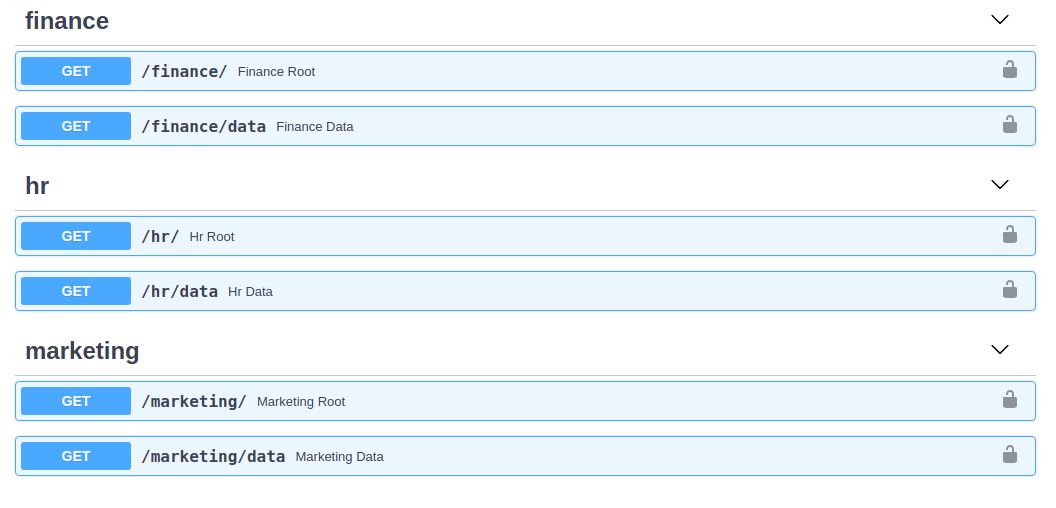 finance
GET /finance/ Finance Root
GET /finance/data Finance Data
hr
GET /hr/ Hr Root
GET /hr/data Hr Data
marketing
GET /marketing/ Marketing Root
GET /marketing/data Marketing Data